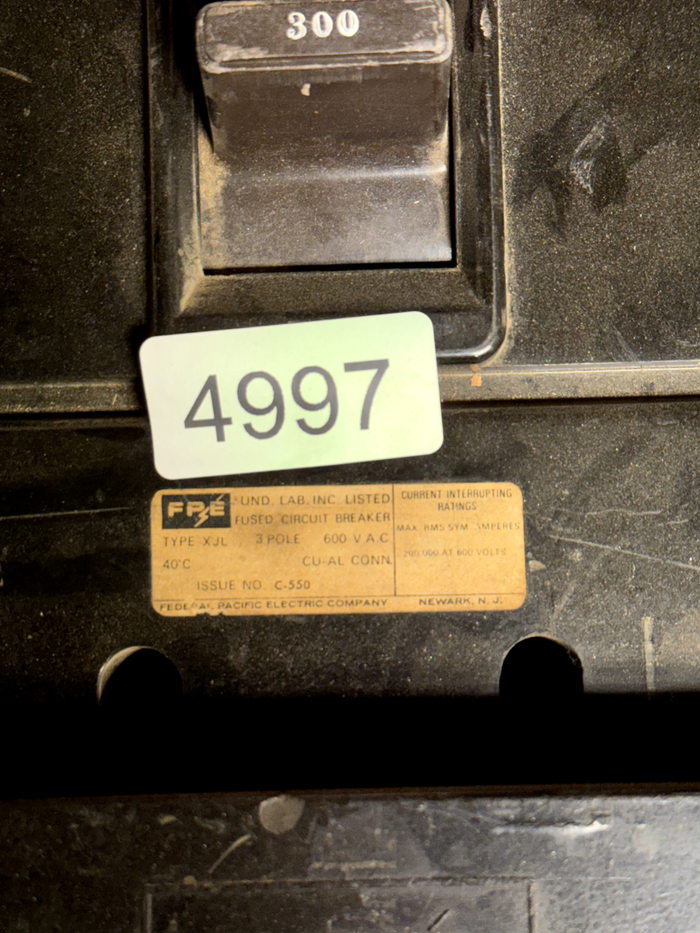 300
4997
FPE UND. LAB. INC. LISTED
FUSED CIRCUIT BREAKER
TYPE XJL 3 POLE 600 V A.C
40°C CU-AL CONN.
ISSUE NO. C-550
CURRENT INTERRUPTING
RATINGS
MAX. RMS SYM. AMPERES
200,000 AT 600 VOLTS
FEDERAL PACIFIC ELECTRIC COMPANY NEWARK, N. J.